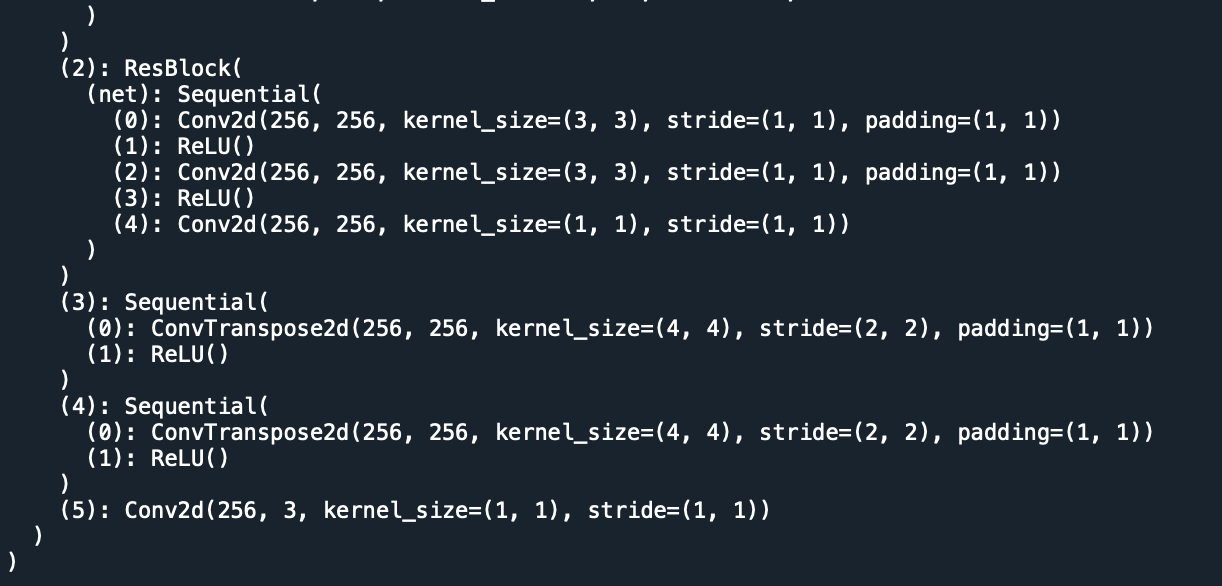 )
)
(2): ResBlock(
(net): Sequential(
(0): Conv2d(256, 256, kernel_size=(3, 3), stride=(1, 1), padding=(1, 1))
(1): ReLU()
(2): Conv2d(256, 256, kernel_size=(3, 3), stride=(1, 1), padding=(1, 1))
(3): ReLU()
(4): Conv2d(256, 256, kernel_size=(1, 1), stride=(1, 1))
)
)
(3): Sequential(
(0): ConvTranspose2d(256, 256, kernel_size=(4, 4), stride=(2, 2), padding=(1, 1))
(1): ReLU()
)
(4): Sequential(
(0): ConvTranspose2d(256, 256, kernel_size=(4, 4), stride=(2, 2), padding=(1, 1))
(1): ReLU()
)
(5): Conv2d(256, 3, kernel_size=(1, 1), stride=(1, 1))
)
)